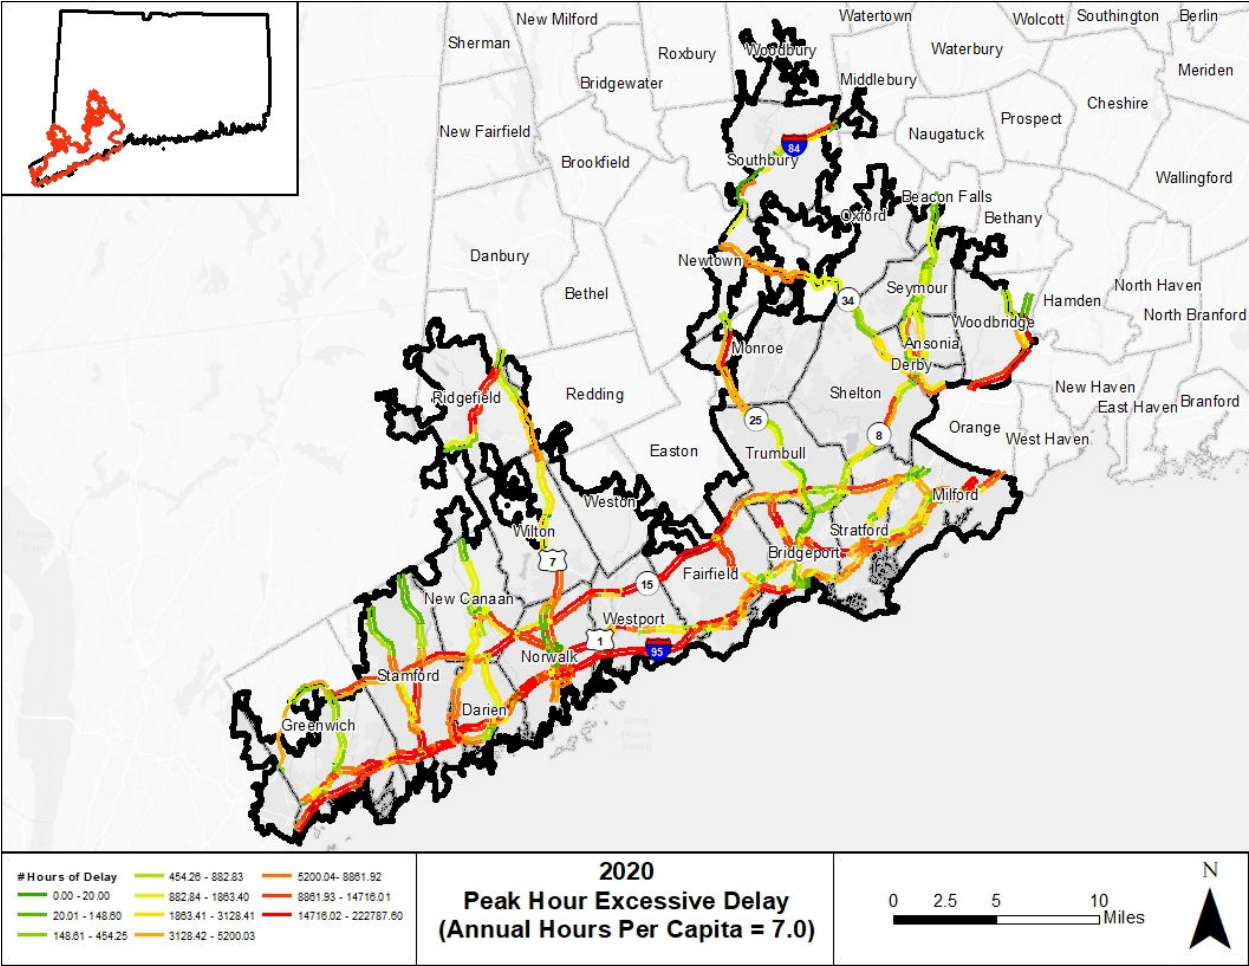 New Milford
Watertown
Wolcott
Southington
Berlin
Sherman
Roxbury
Woodbury
Waterbury
Bridgewater
Middlebury
Meriden
Cheshire
New Fairfield
Prospect
Naugatuck
84
Brookfield
Southbury
Wallingford
Beacon Falls
Oxford
Bethany
Danbury
Newtown
Bethel
Seymour
North Haven
34
Hamden
North Branford
Woodbridge
Monroe
Ansonia
Derby
Ridgefield
Redding
Shelton
New Haven
East Haven
Branford
25
8
Orange
West Haven
Easton
Trumbull
Weston
Milford
Wilton
Stratford
Bridgeport
7
Fairfield
15
New Canaan
Westport
1
Norwalk
95
Stamford
Darien
Greenwich
# Hours of Delay
0.00 - 20.00
20.01 - 148.60
148.61 - 454.25
454.26 - 882.83
882.84 - 1863.40
1863.41 - 3128.41
3128.42 - 5200.03
5200.04 - 8861.92
8861.93 - 14716.01
14716.02 - 222787.60
2020
Peak Hour Excessive Delay
(Annual Hours Per Capita = 7.0)
0 2.5 5 10
Miles
N